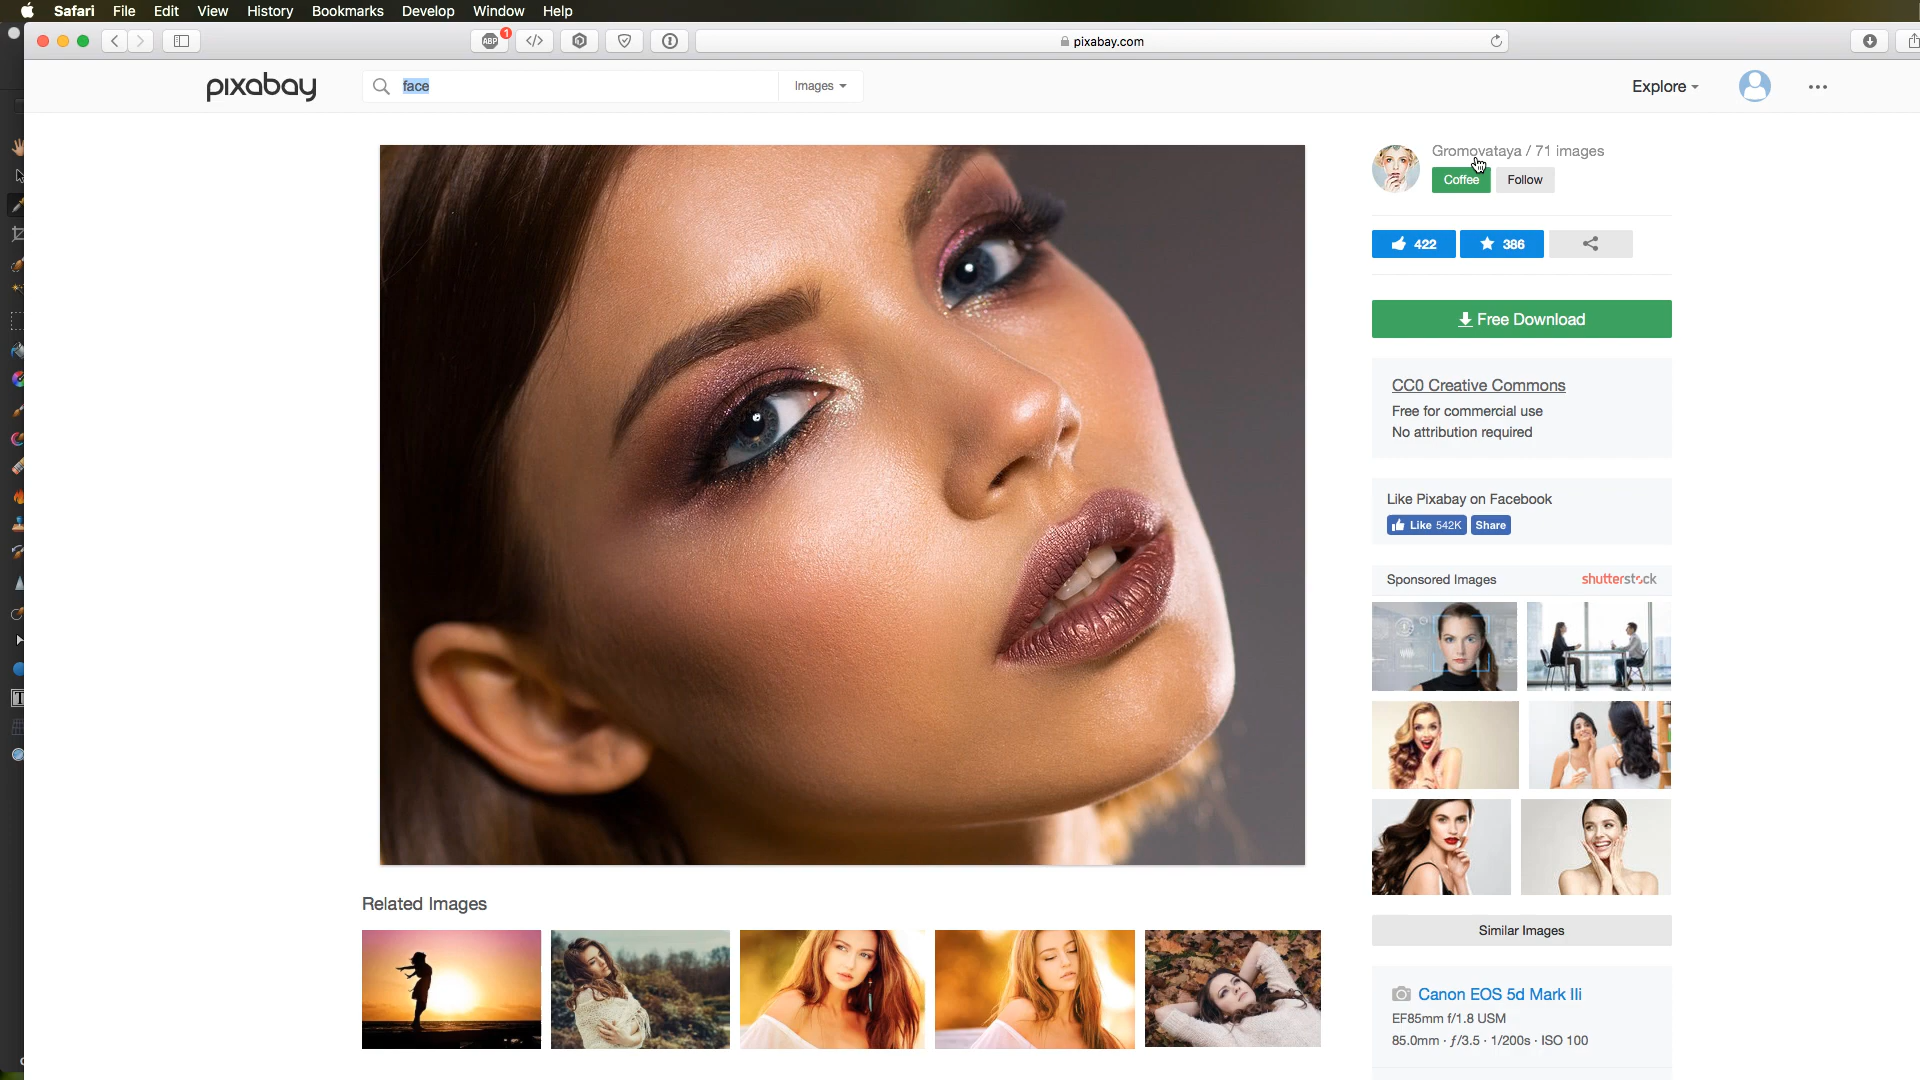 Safari File Edit View History Bookmarks Develop Window Help
ABP 1 pixabay.com
pixabay face Images Explore
Gromovataya / 71 images
Coffee Follow
422 386
Free Download
CC0 Creative Commons
Free for commercial use
No attribution required
Like Pixabay on Facebook
Like 542K Share
Sponsored Images shutterstock
Related Images
Similar Images
Canon EOS 5d Mark Iii
EF85mm f/1.8 USM
85.0mm · ƒ/3.5 · 1/200s · ISO 100